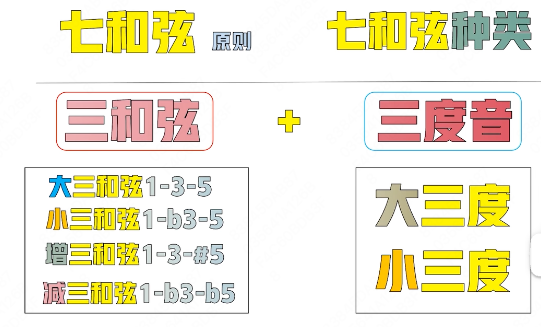 七和弦 原则
七和弦种类
三和弦 + 三度音
大三和弦1-3-5
小三和弦1-b3-5
增三和弦1-3-#5
减三和弦1-b3-b5
大三度
小三度